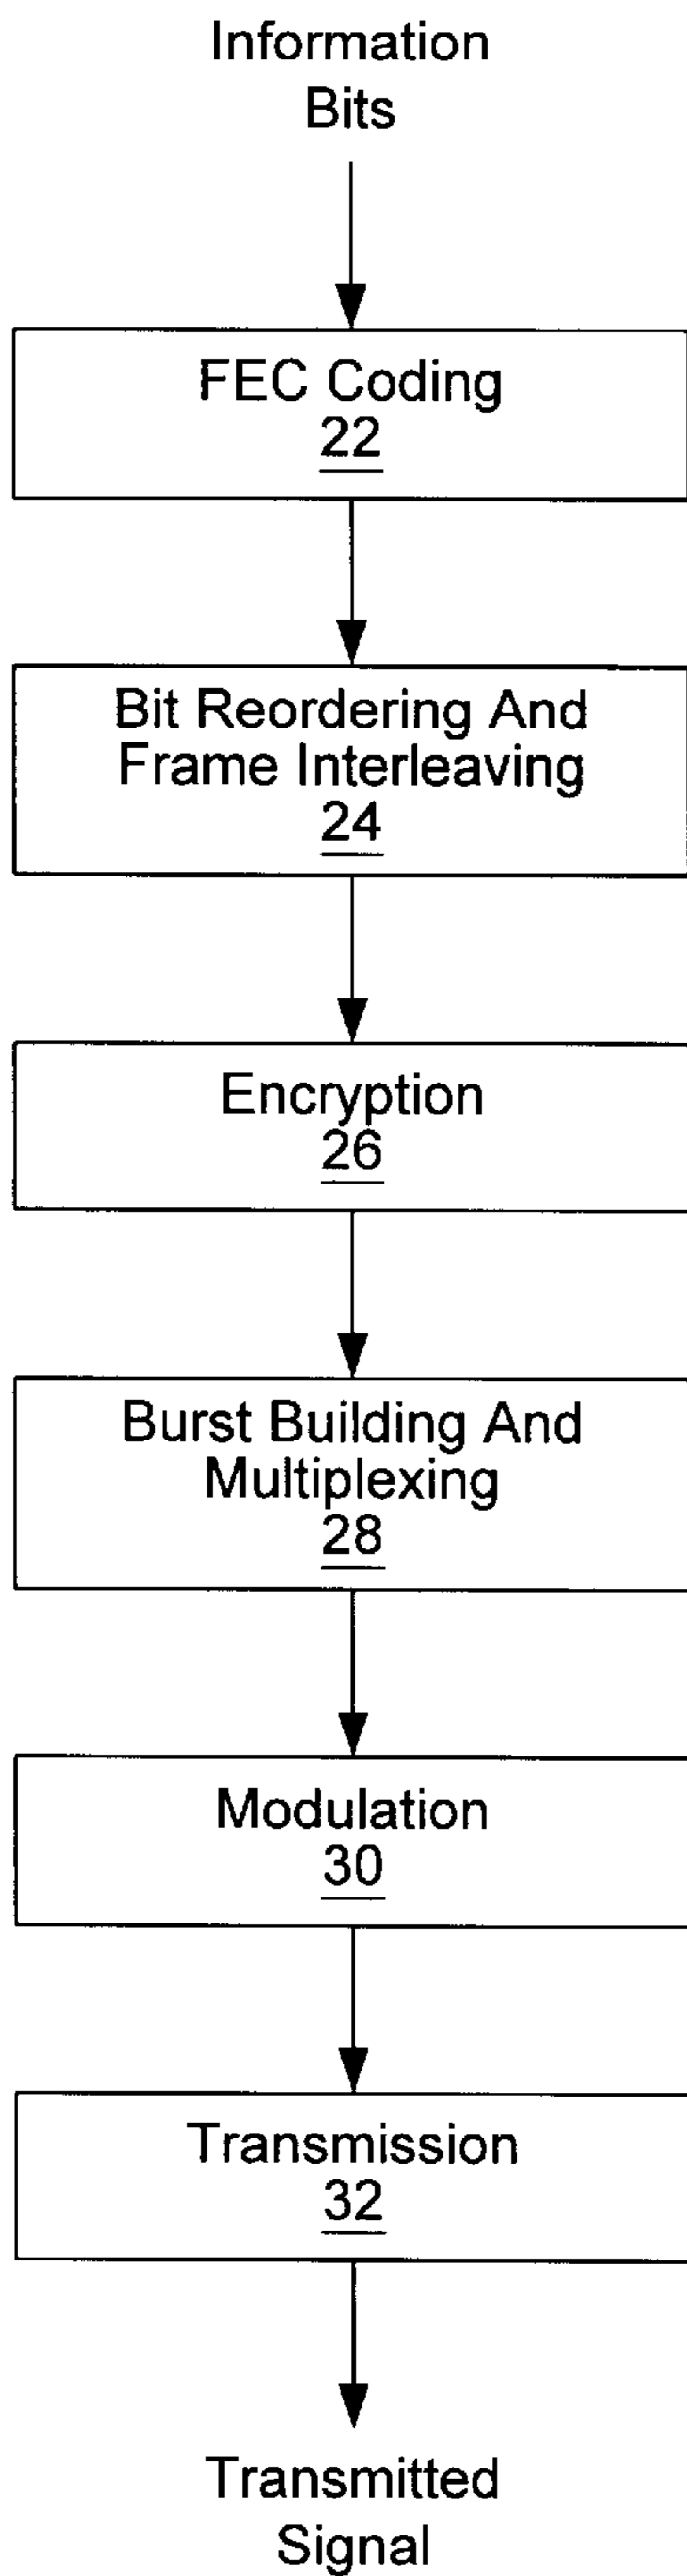 Information
Bits
FEC Coding
22
Bit Reordering And
Frame Interleaving
24
Encryption
26
Burst Building And
Multiplexing
28
Modulation
30
Transmission
32
Transmitted
Signal